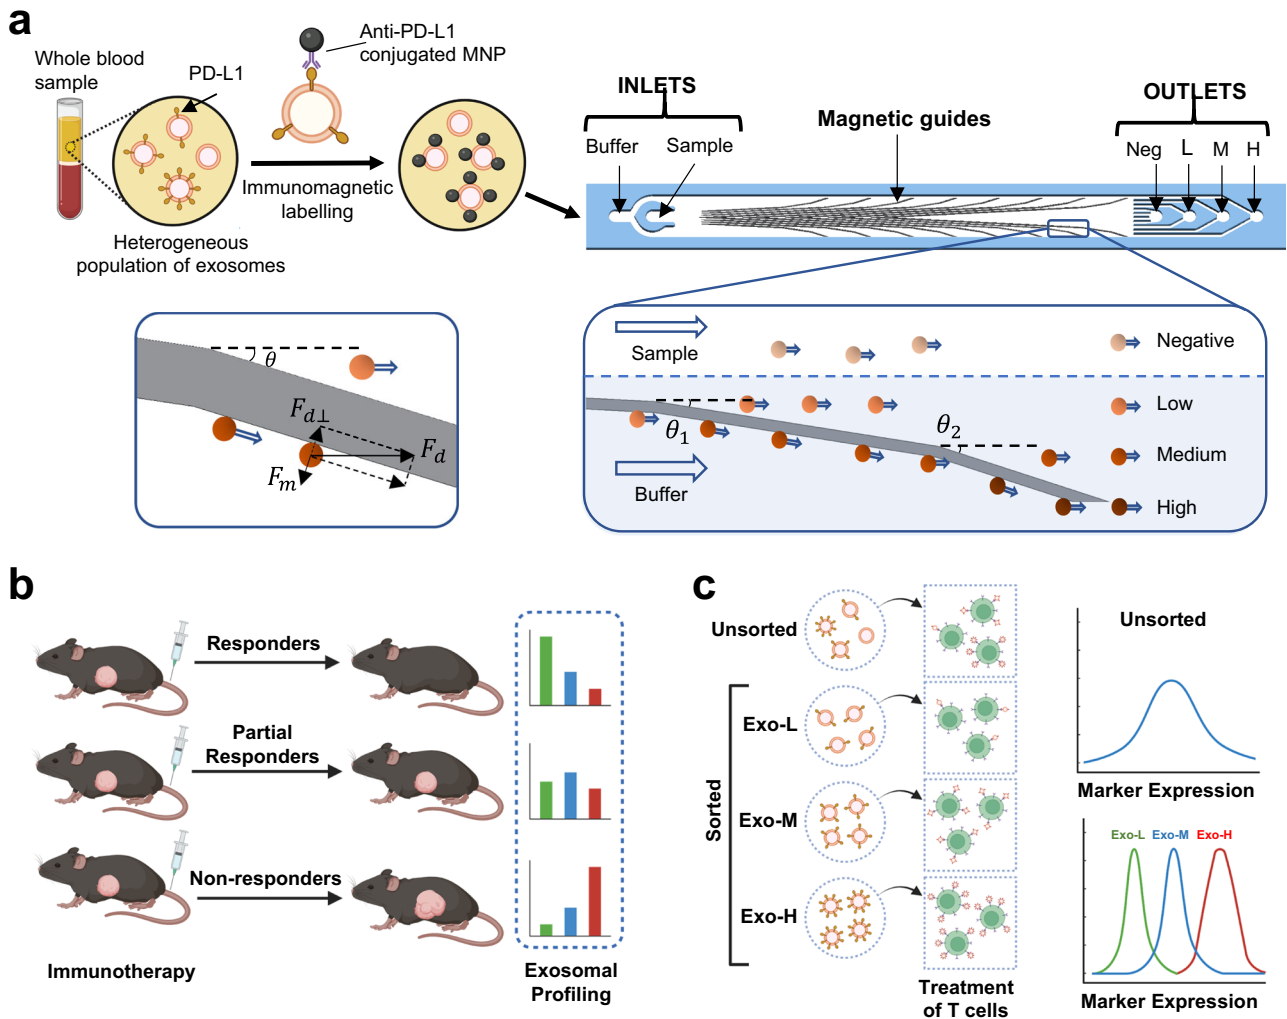 a
Whole blood
sample
PD-L1
Anti-PD-L1
conjugated MNP
Immunomagnetic
labelling
Heterogeneous
population of exosomes
INLETS
Buffer
Sample
Magnetic guides
OUTLETS
Neg
L
M
H
θ
F_d⊥
F_d
F_m
Sample
Negative
Low
θ_1
θ_2
Medium
Buffer
High
b
Responders
Partial
Responders
Non-responders
Immunotherapy
Exosomal
Profiling
c
Unsorted
Sorted
Exo-L
Exo-M
Exo-H
Treatment
of T cells
Unsorted
Marker Expression
Exo-L
Exo-M
Exo-H
Marker Expression